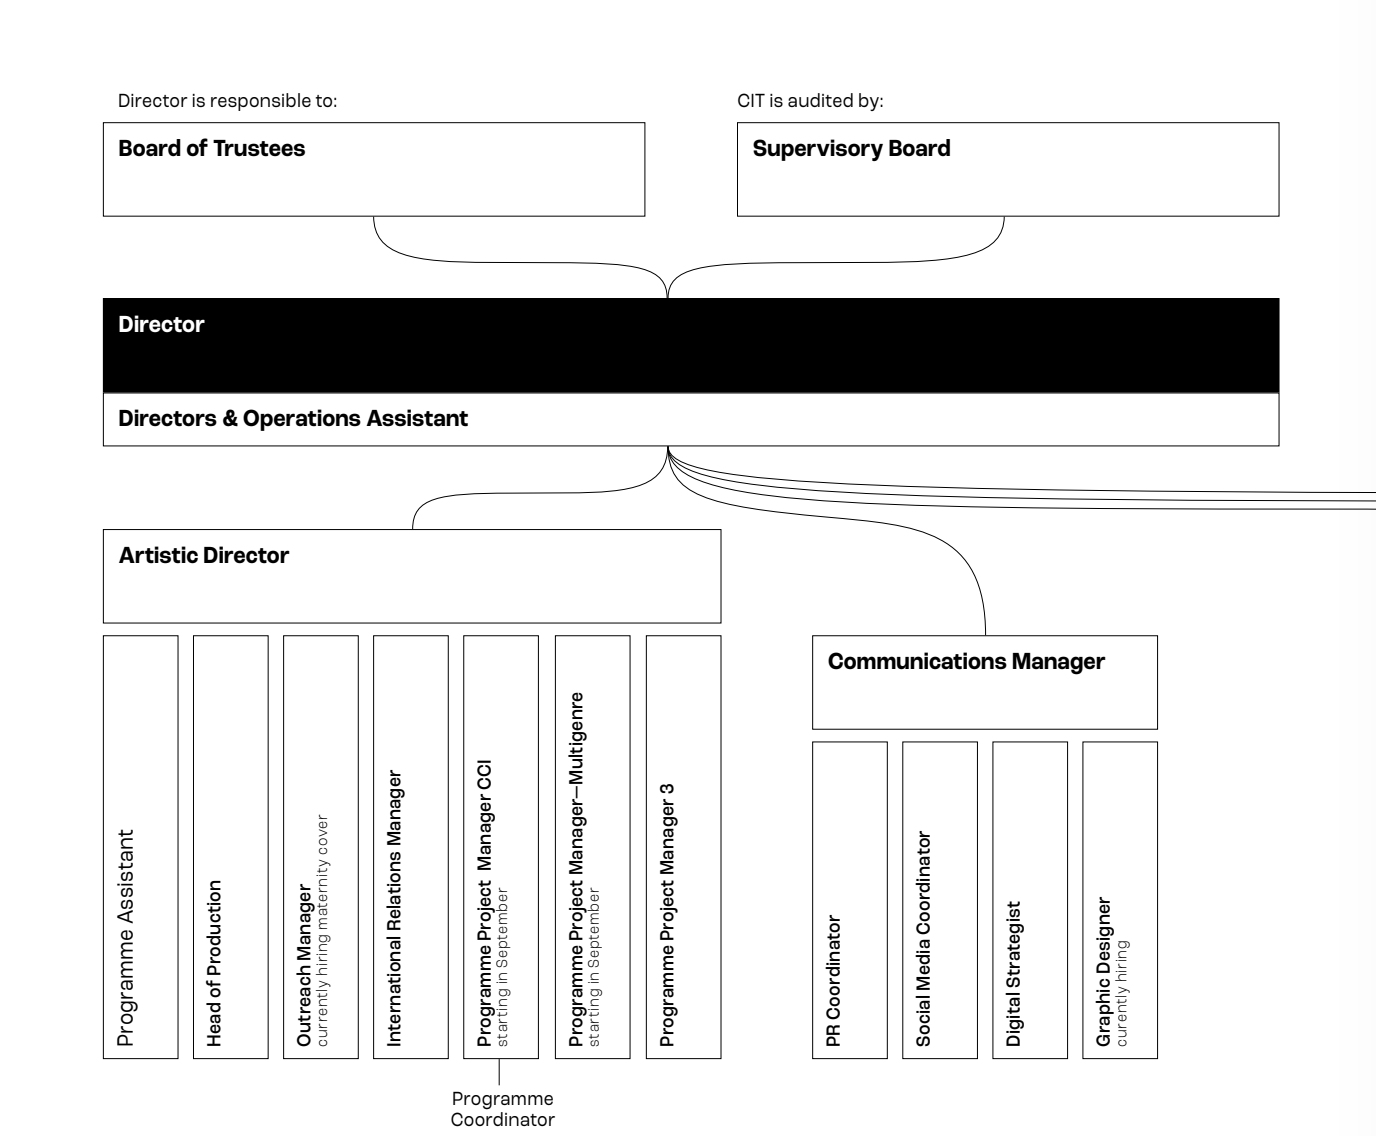 Director is responsible to:
CIT is audited by:
Board of Trustees
Supervisory Board
Director
Directors & Operations Assistant
Artistic Director
Communications Manager
Programme Assistant
Head of Production
Outreach Manager
currently hiring maternity cover
International Relations Manager
Programme Project Manager CCI
starting in September
Programme Project Manager—Multigenre
starting in September
Programme Project Manager 3
PR Coordinator
Social Media Coordinator
Digital Strategist
Graphic Designer
curently hiring
Programme
Coordinator